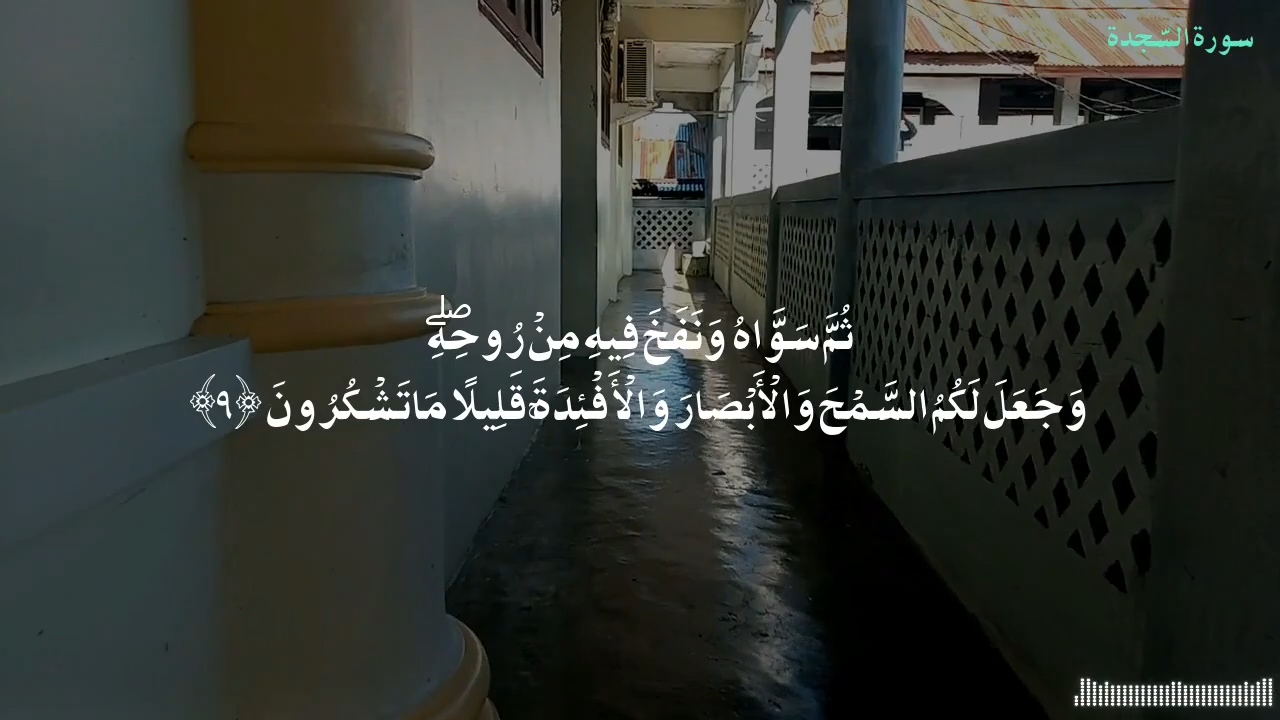 سورة السّجدة
ثُمَّ سَوَّاهُ وَنَفَخَ فِيهِ مِنْ رُوحِهِۖ
وَجَعَلَ لَكُمُ السَّمْحَ وَالْأَبْصَارَ وَالْأَفْئِدَةَ قَلِيلًا مَا تَشْكُرُونَ ﴿٩﴾